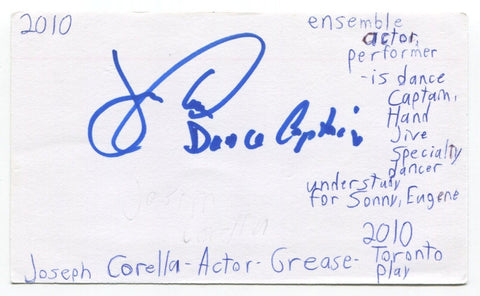 2010
ensemble
actor,
performer
-is dance
Captain,
Hand
Jive
Specialty
dancer
understudy
for Sonny, Eugene
Dance Captain
2010
Toronto
play
Joseph Corella-Actor-Grease-